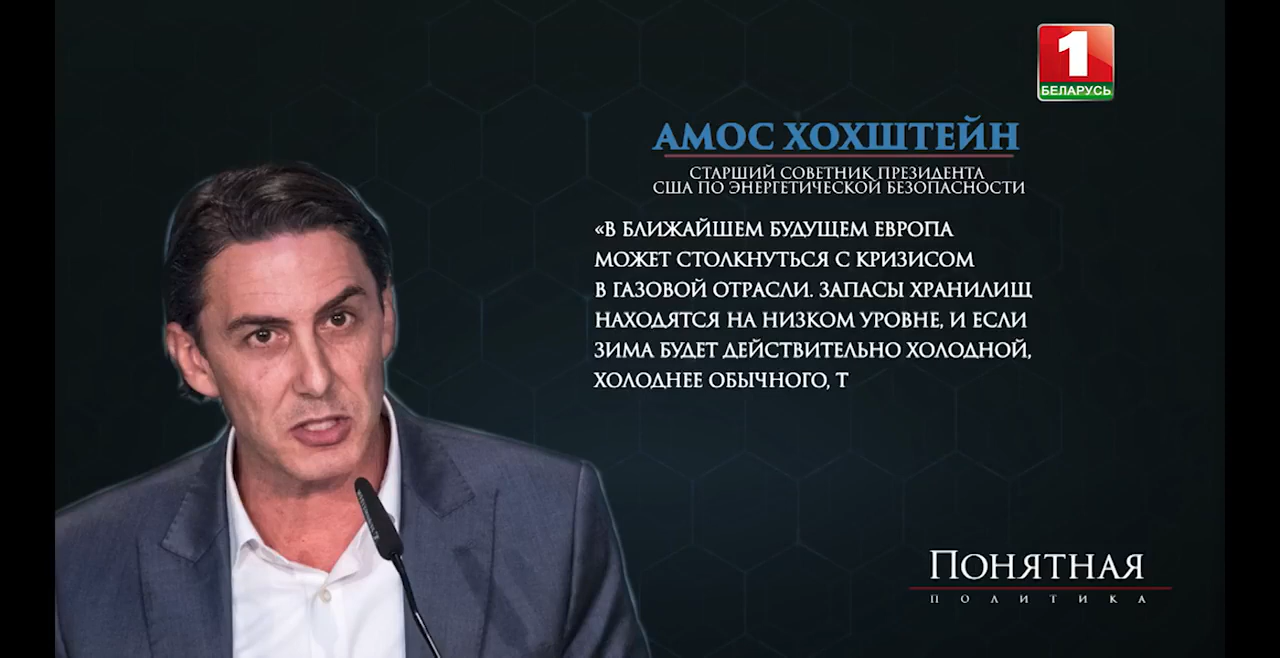 1
БЕЛАРУСЬ
АМОС ХОХШТЕЙН
СТАРШИЙ СОВЕТНИК ПРЕЗИДЕНТА
США ПО ЭНЕРГЕТИЧЕСКОЙ БЕЗОПАСНОСТИ
«В БЛИЖАЙШЕМ БУДУЩЕМ ЕВРОПА
МОЖЕТ СТОЛКНУТЬСЯ С КРИЗИСОМ
В ГАЗОВОЙ ОТРАСЛИ. ЗАПАСЫ ХРАНИЛИЩ
НАХОДЯТСЯ НА НИЗКОМ УРОВНЕ, И ЕСЛИ
ЗИМА БУДЕТ ДЕЙСТВИТЕЛЬНО ХОЛОДНОЙ,
ХОЛОДНЕЕ ОБЫЧНОГО, Т
ПОНЯТНАЯ
ПОЛИТИКА